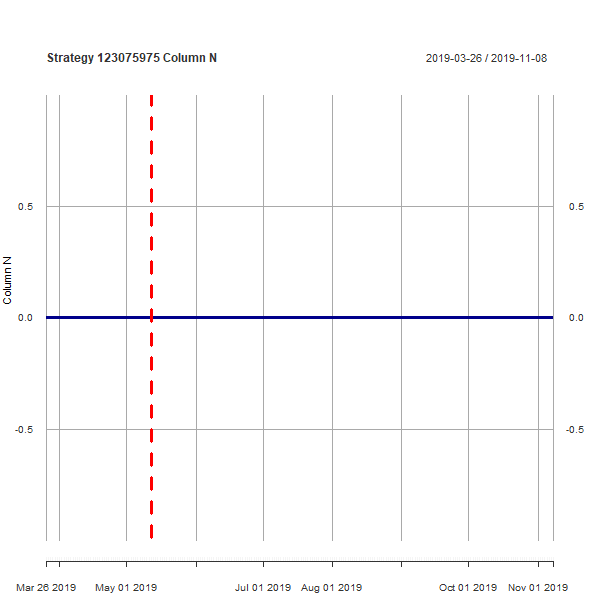 Strategy 123075975 Column N
2019-03-26 / 2019-11-08
0.5
0.5
Column N
0.0
0.0
-0.5
-0.5
Mar 26 2019
May 01 2019
Jul 01 2019
Aug 01 2019
Oct 01 2019
Nov 01 2019